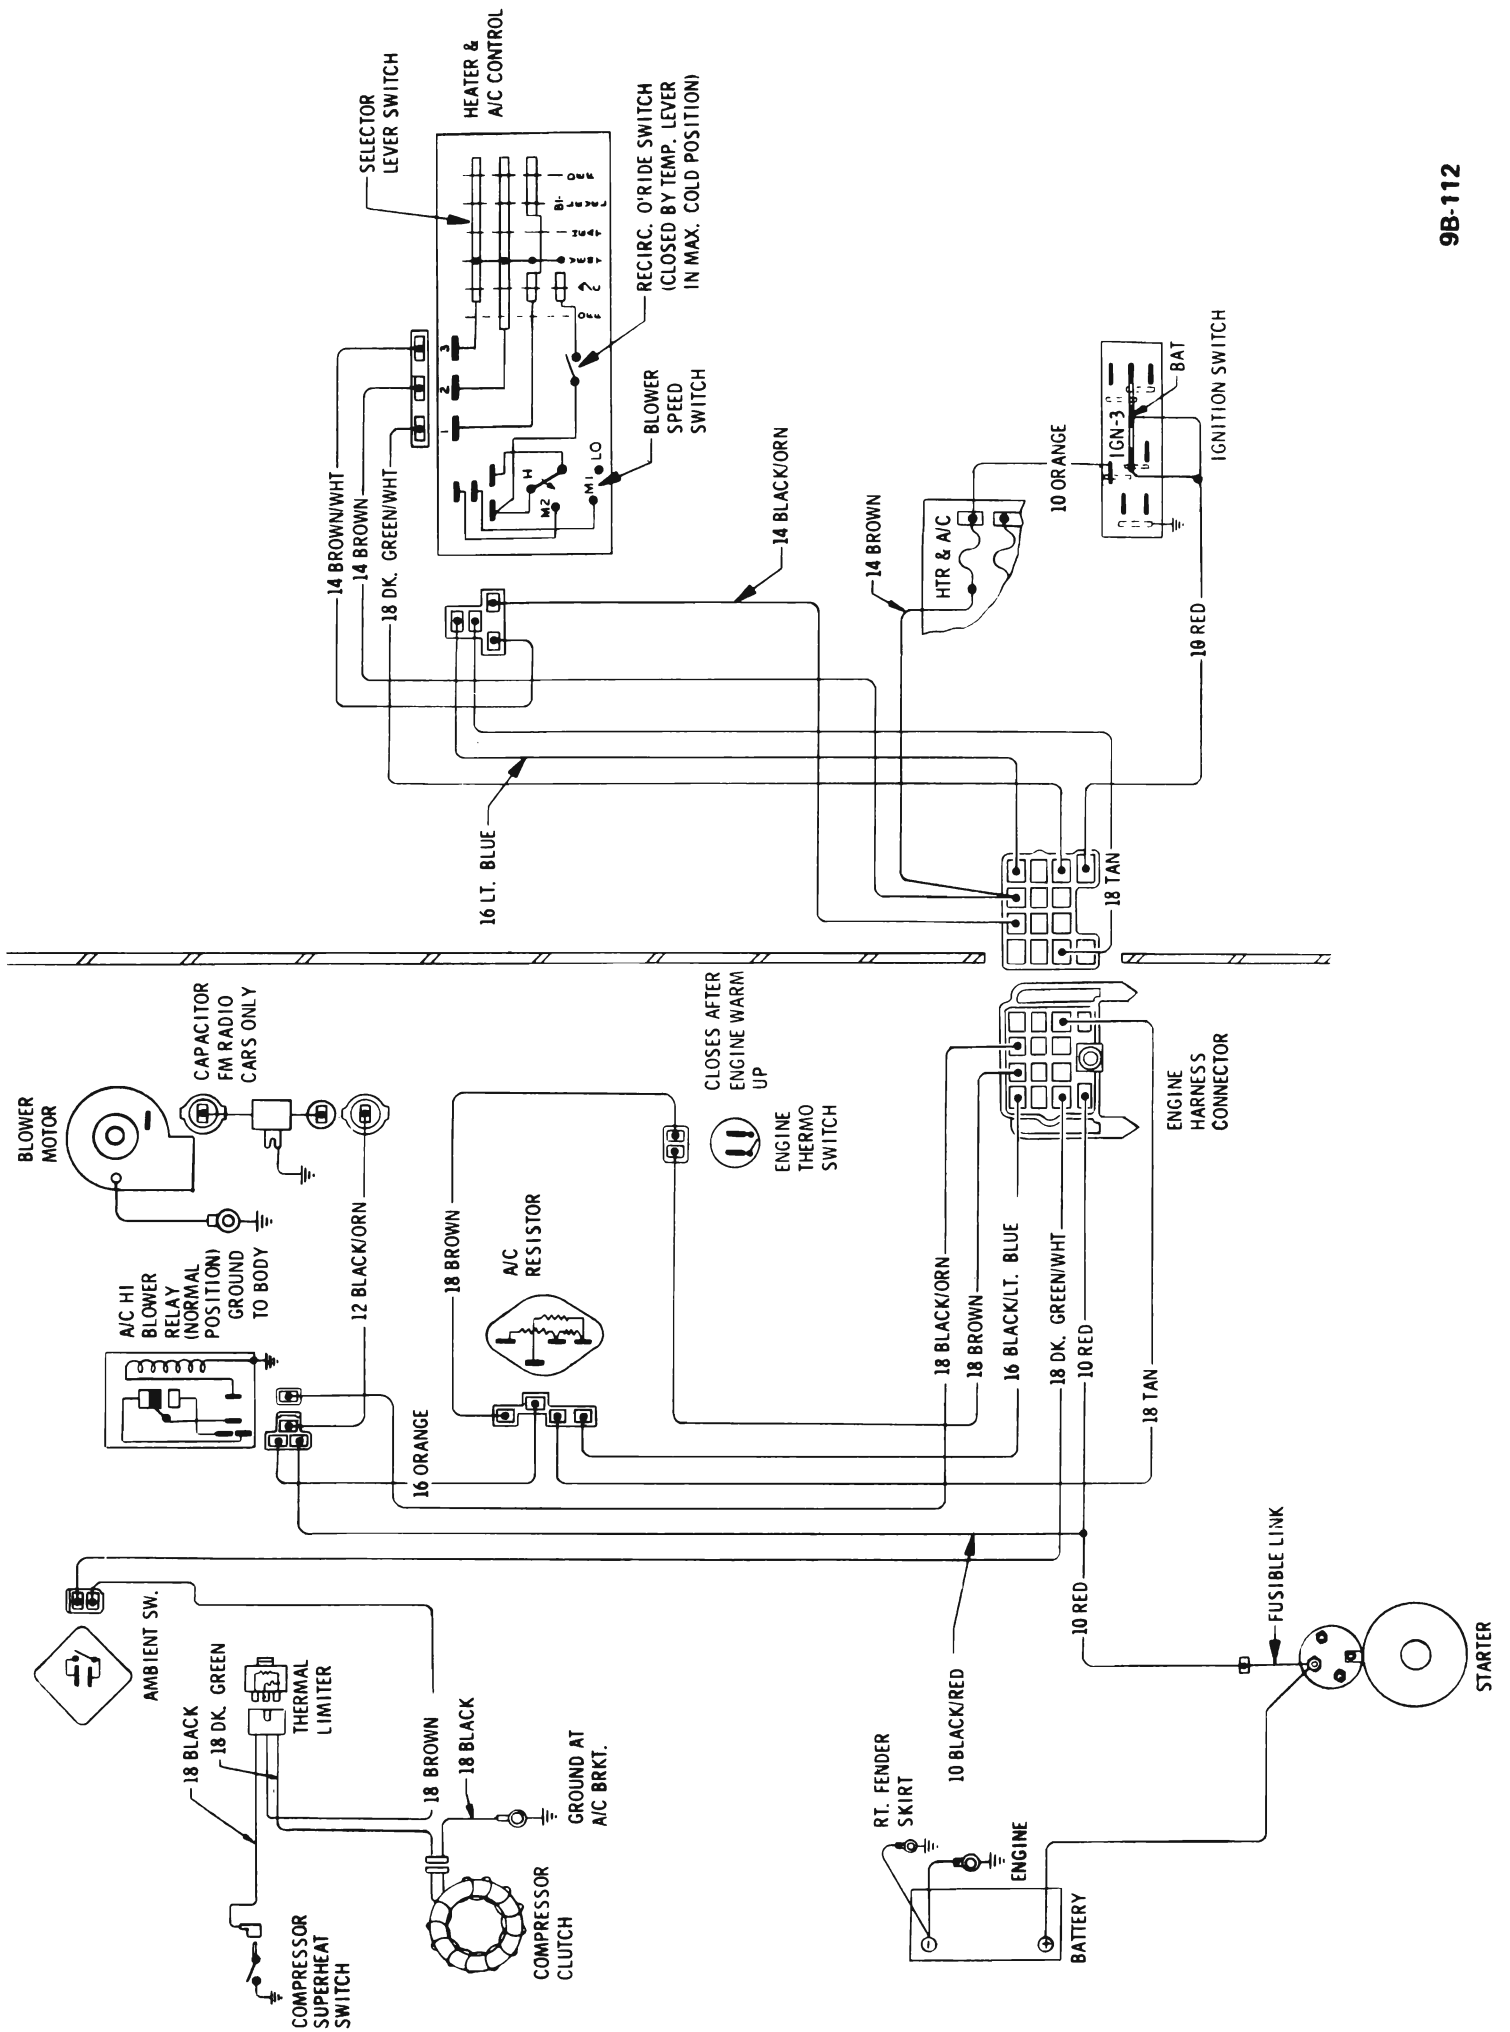 BLOWER
MOTOR
CAPACITOR
FM RADIO
CARS ONLY
A/C HI
BLOWER
RELAY
(NORMAL
POSITION)
GROUND
TO BODY
12 BLACK/ORN
18 BROWN
A/C
RESISTOR
CLOSES AFTER
ENGINE WARM
UP
ENGINE
THERMO
SWITCH
16 ORANGE
18 BLACK/ORN
18 BROWN
16 BLACK/LT. BLUE
18 DK. GREEN/WHT
10 RED
18 TAN
ENGINE
HARNESS
CONNECTOR
AMBIENT SW.
18 BLACK
18 DK. GREEN
THERMAL
LIMITER
18 BROWN
18 BLACK
GROUND AT
A/C BRKT.
COMPRESSOR
SUPERHEAT
SWITCH
COMPRESSOR
CLUTCH
10 BLACK/RED
10 RED
FUSIBLE LINK
STARTER
RT. FENDER
SKIRT
ENGINE
BATTERY
SELECTOR
LEVER SWITCH
HEATER &
A/C CONTROL
RECIRC. O'RIDE SWITCH
(CLOSED BY TEMP. LEVER
IN MAX. COLD POSITION)
BLOWER
SPEED
SWITCH
1
2
3
OFF
BI-
H
M2
M1
LO
14 BROWN/WHT
14 BROWN
18 DK. GREEN/WHT
14 BLACK/ORN
14 BROWN
HTR & A/C
10 ORANGE
IGN-3
BAT
IGNITION SWITCH
10 RED
16 LT. BLUE
18 TAN
9B-112